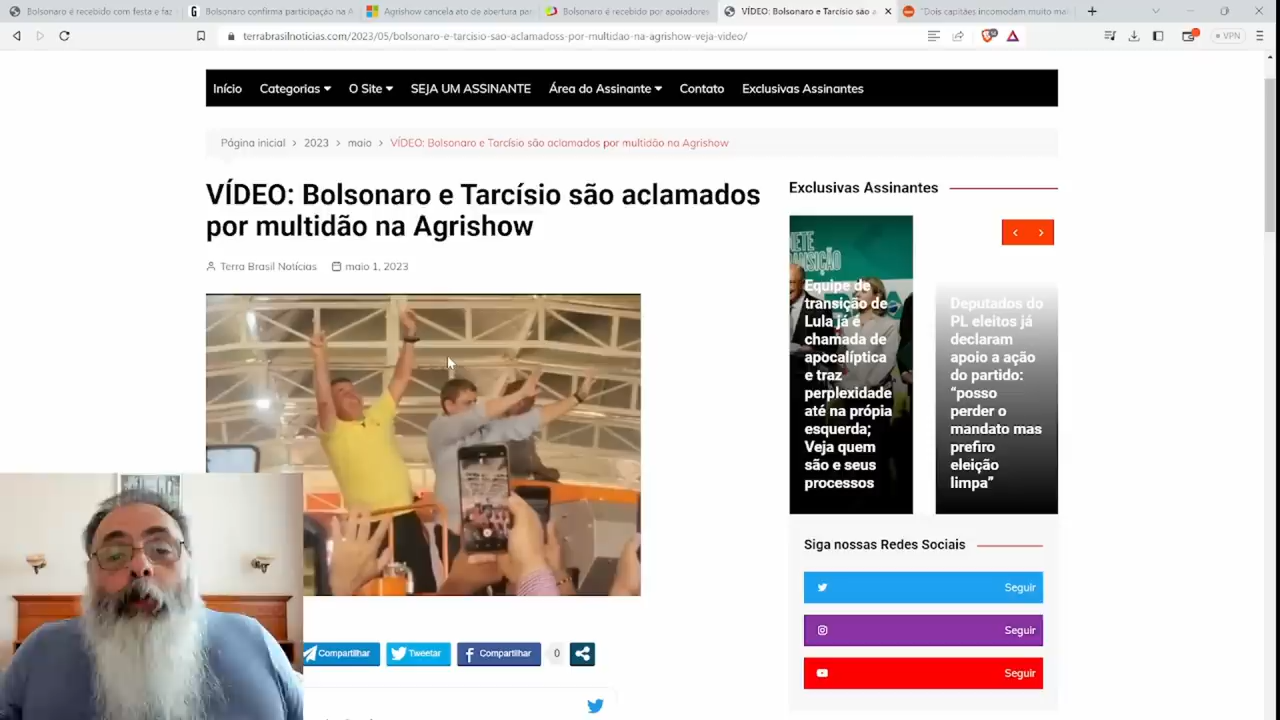 Bolsonaro é recebido com festa e faz
Bolsonaro confirma participação na A
Agrishow cancela ato de abertura pa
Bolsonaro é recebido por apoiadores
VÍDEO: Bolsonaro e Tarcísio são a
"Dois capitães incomodam muito mai
terrabrasilnoticias.com/2023/05/bolsonaro-e-tarcisio-sao-aclamadoss-por-multidao-na-agrishow-veja-video/
VPN
Início Categorias O Site SEJA UM ASSINANTE Área do Assinante Contato Exclusivas Assinantes
Página inicial > 2023 > maio > VÍDEO: Bolsonaro e Tarcísio são aclamados por multidão na Agrishow
VÍDEO: Bolsonaro e Tarcísio são aclamados
por multidão na Agrishow
Terra Brasil Notícias maio 1, 2023
Exclusivas Assinantes
Equipe de
transição de
Lula já é
chamada de
apocalíptica
e traz
perplexidade
até na própia
esquerda;
Veja quem
são e seus
processos
Deputados do
PL eleitos já
declaram
apoio a ação
do partido:
“posso
perder o
mandato mas
prefiro
eleição
limpa”
Siga nossas Redes Sociais
Seguir
Seguir
Seguir
Compartilhar Tweetar Compartilhar 0